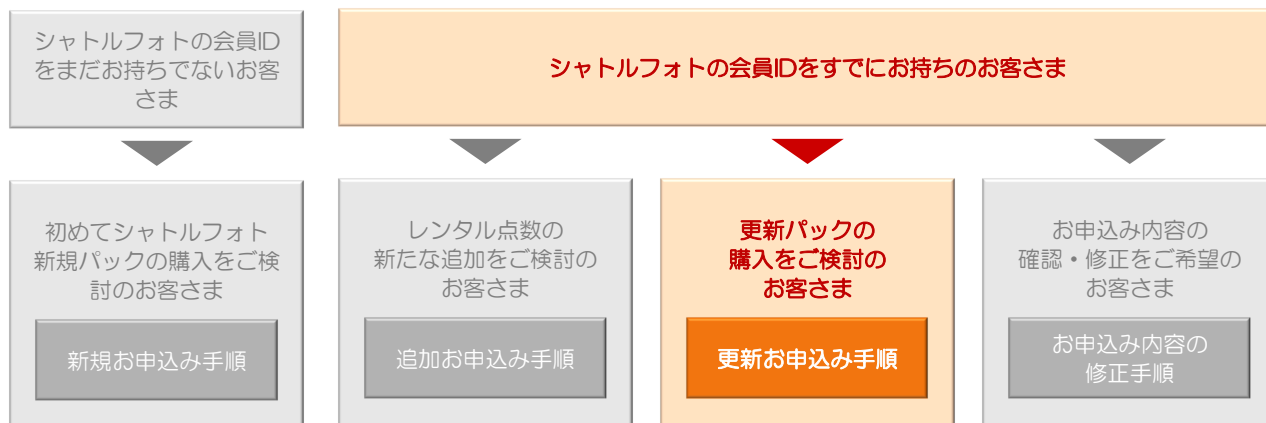 シャトルフォトの会員ID
をまだお持ちでないお客
さま
シャトルフォトの会員IDをすでにお持ちのお客さま
初めてシャトルフォト
新規パックの購入をご検
討のお客さま
新規お申込み手順
レンタル点数の
新たな追加をご検討の
お客さま
追加お申込み手順
更新パックの
購入をご検討の
お客さま
更新お申込み手順
お申込み内容の
確認・修正をご希望の
お客さま
お申込み内容の
修正手順